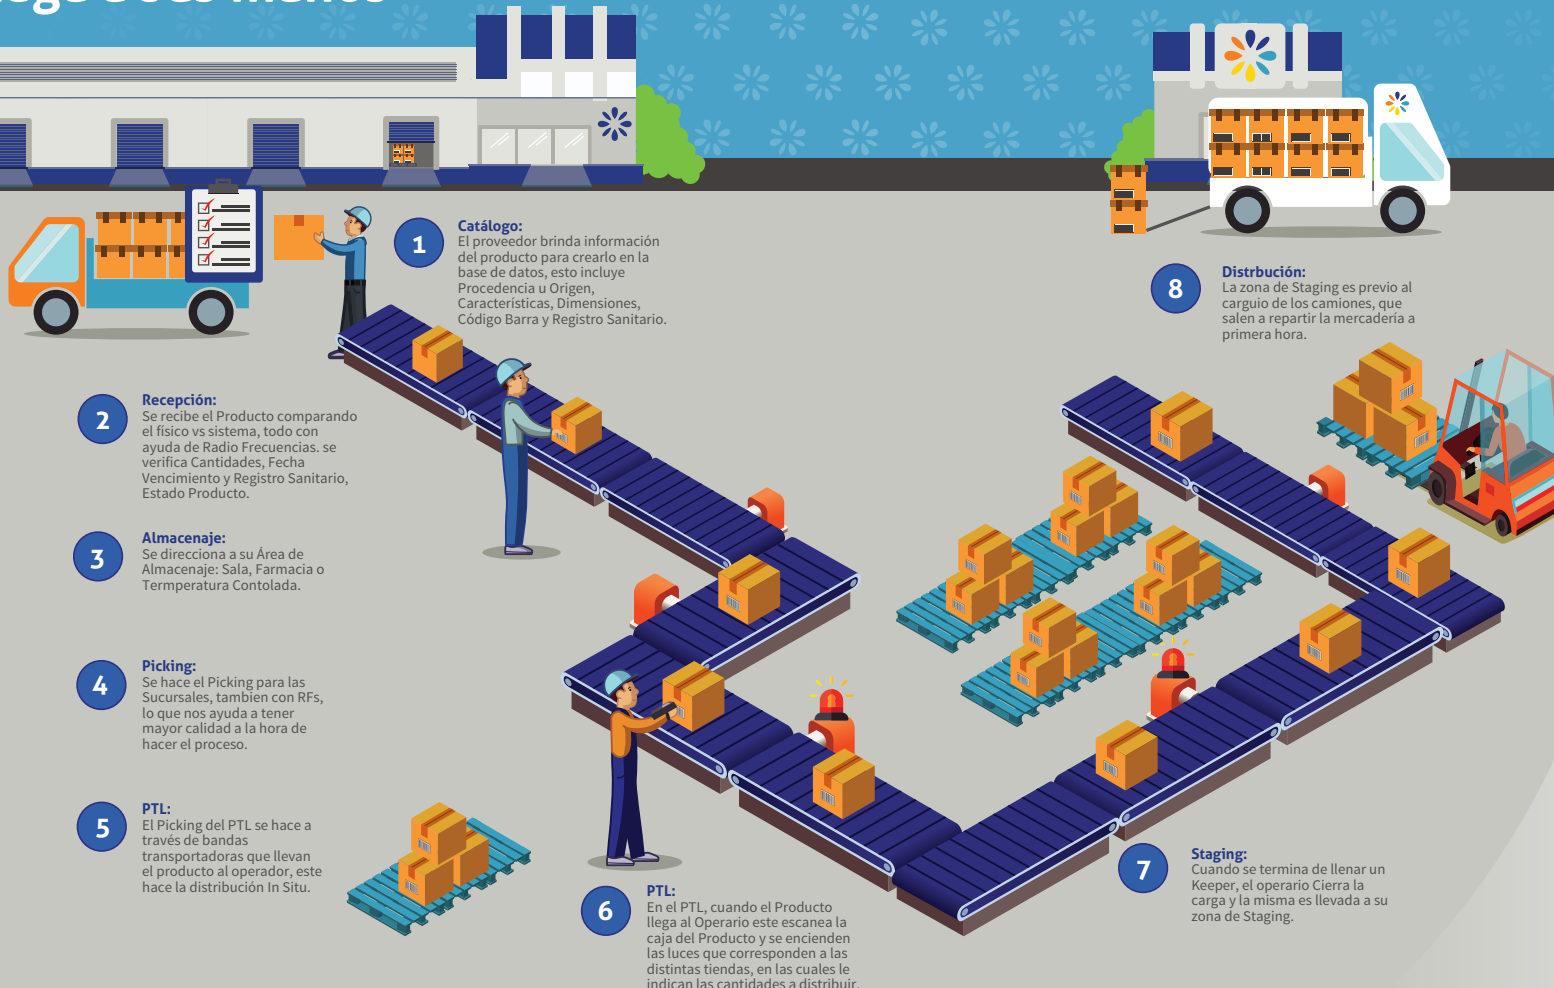 1
Catálogo:
El proveedor brinda información
del producto para crearlo en la
base de datos, esto incluye
Procedencia u Origen,
Características, Dimensiones,
Código Barra y Registro Sanitario.
2
Recepción:
Se recibe el Producto comparando
el físico vs sistema, todo con
ayuda de Radio Frecuencias. se
verifica Cantidades, Fecha
Vencimiento y Registro Sanitario,
Estado Producto.
3
Almacenaje:
Se direcciona a su Área de
Almacenaje: Sala, Farmacia o
Termperatura Contolada.
4
Picking:
Se hace el Picking para las
Sucursales, tambien con RFs,
lo que nos ayuda a tener
mayor calidad a la hora de
hacer el proceso.
5
PTL:
El Picking del PTL se hace a
través de bandas
transportadoras que llevan
el producto al operador, este
hace la distribución In Situ.
6
PTL:
En el PTL, cuando el Producto
llega al Operario este escanea la
caja del Producto y se encienden
las luces que corresponden a las
distintas tiendas, en las cuales le
indican las cantidades a distribuir.
7
Staging:
Cuando se termina de llenar un
Keeper, el operario Cierra la
carga y la misma es llevada a su
zona de Staging.
8
Distrbución:
La zona de Staging es previo al
carguio de los camiones, que
salen a repartir la mercadería a
primera hora.